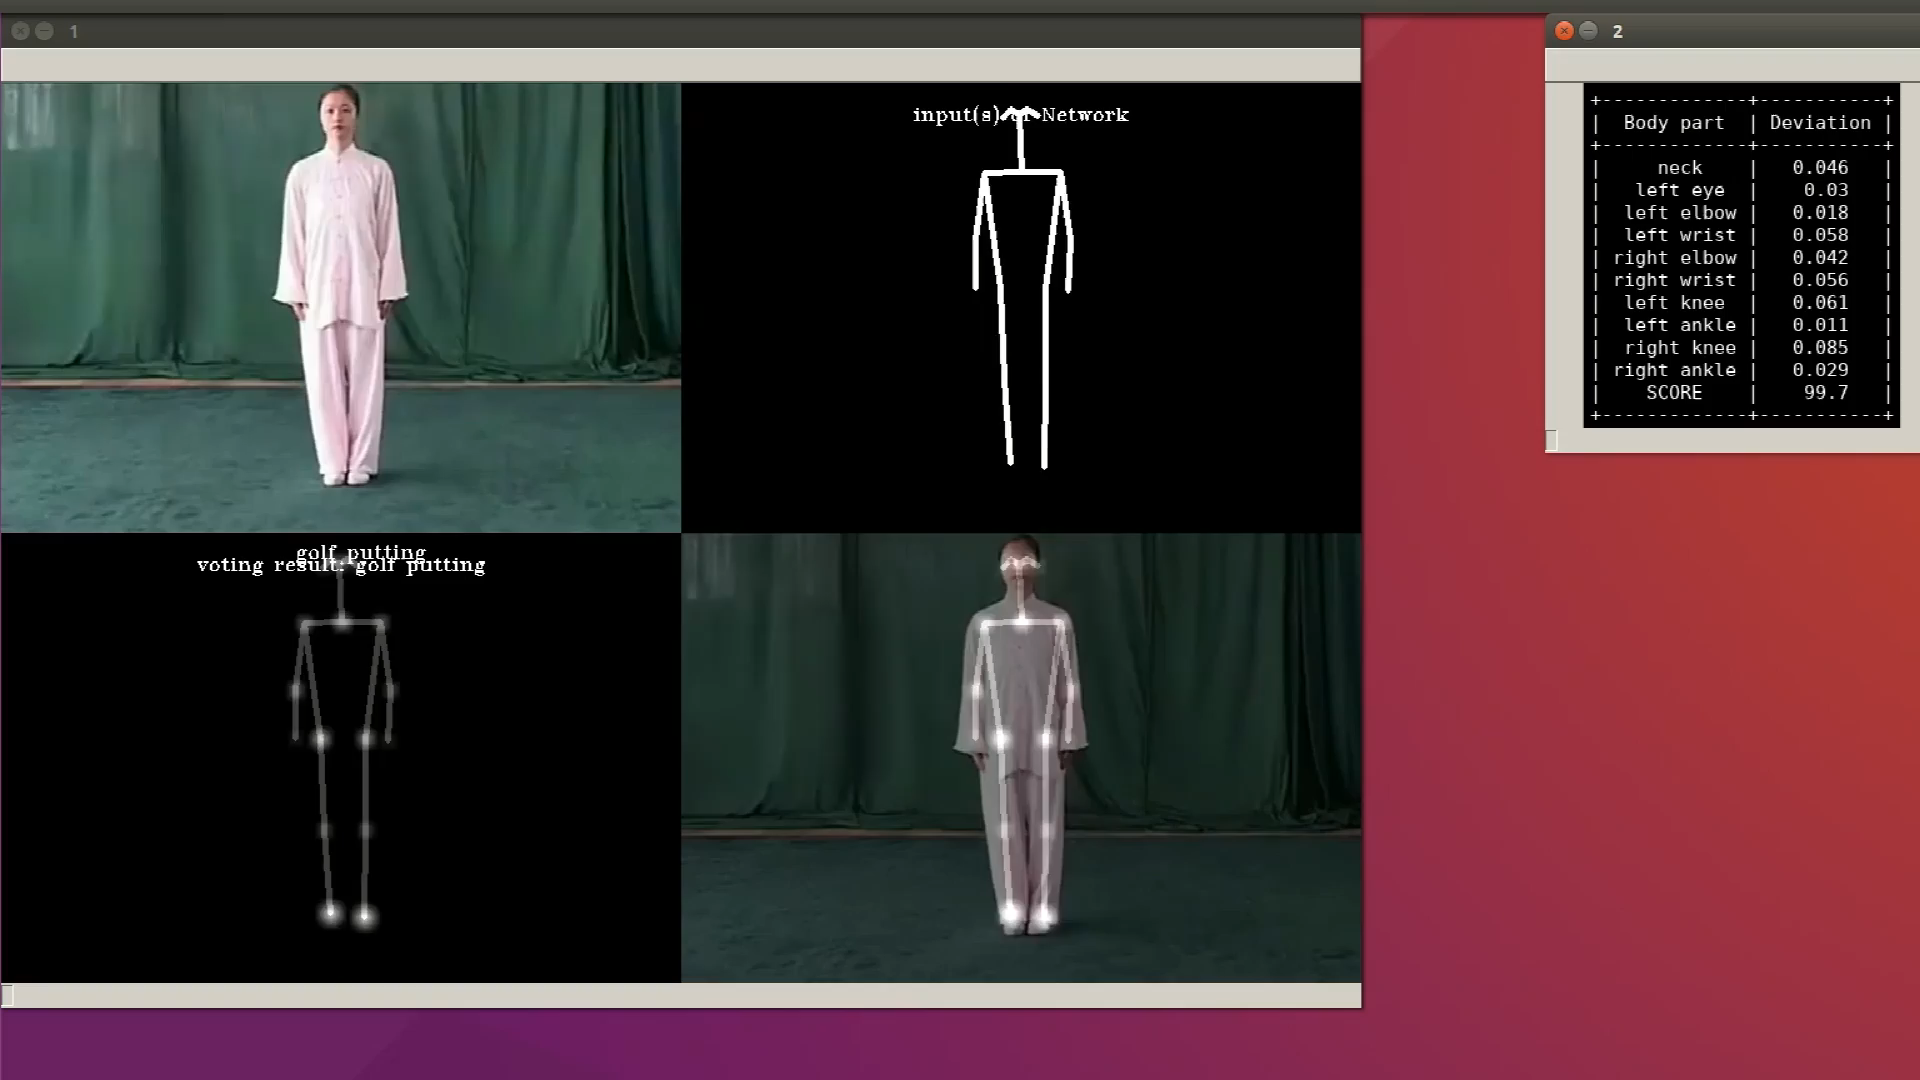 1
2
input(s) of Network
golf putting
voting result: golf putting
+-------------+-----------+
| Body part | Deviation |
+-------------+-----------+
| neck | 0.046 |
| left eye | 0.03 |
| left elbow | 0.018 |
| left wrist | 0.058 |
| right elbow | 0.042 |
| right wrist | 0.056 |
| left knee | 0.061 |
| left ankle | 0.011 |
| right knee | 0.085 |
| right ankle | 0.029 |
| SCORE | 99.7 |
+-------------+-----------+